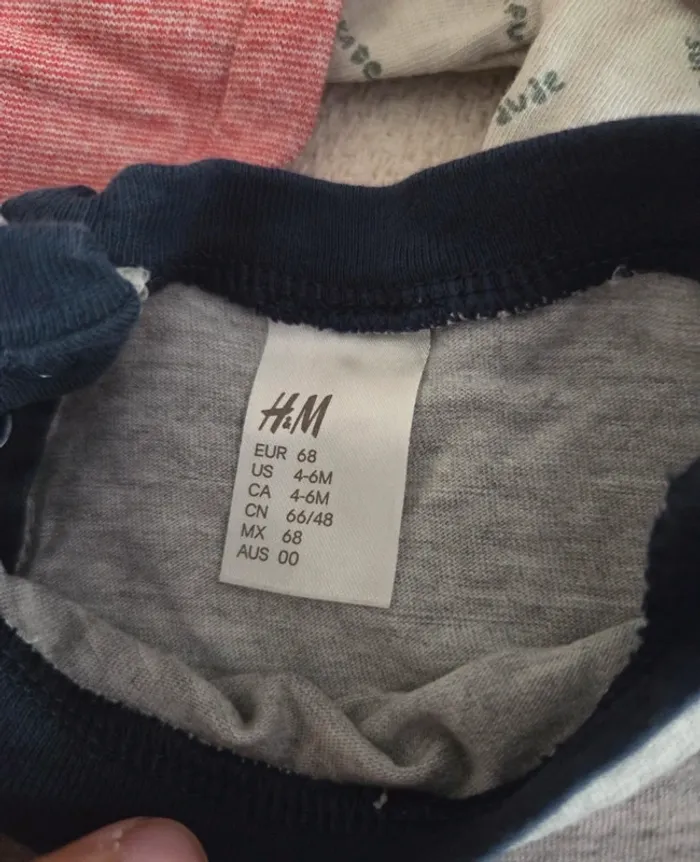 H&M
EUR 68
US 4-6M
CA 4-6M
CN 66/48
MX 68
AUS 00